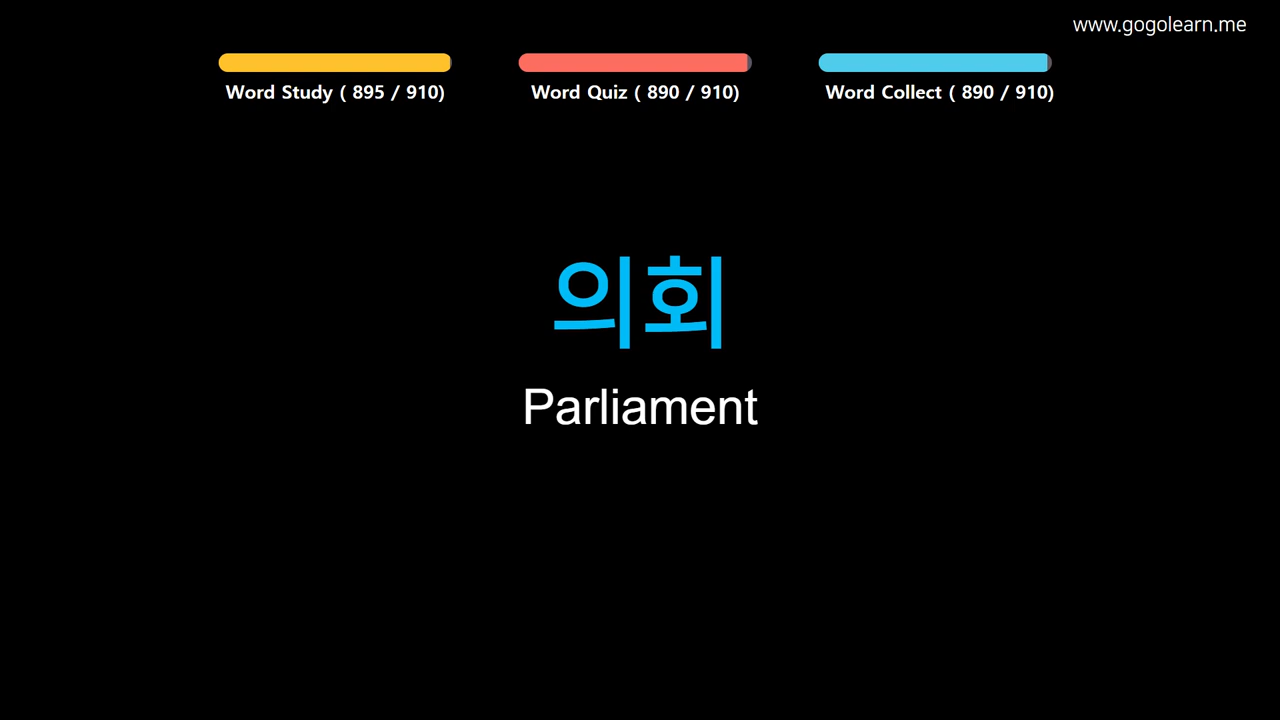 www.gogolearn.me
Word Study ( 895 / 910)
Word Quiz ( 890 / 910)
Word Collect ( 890 / 910)
의회
Parliament